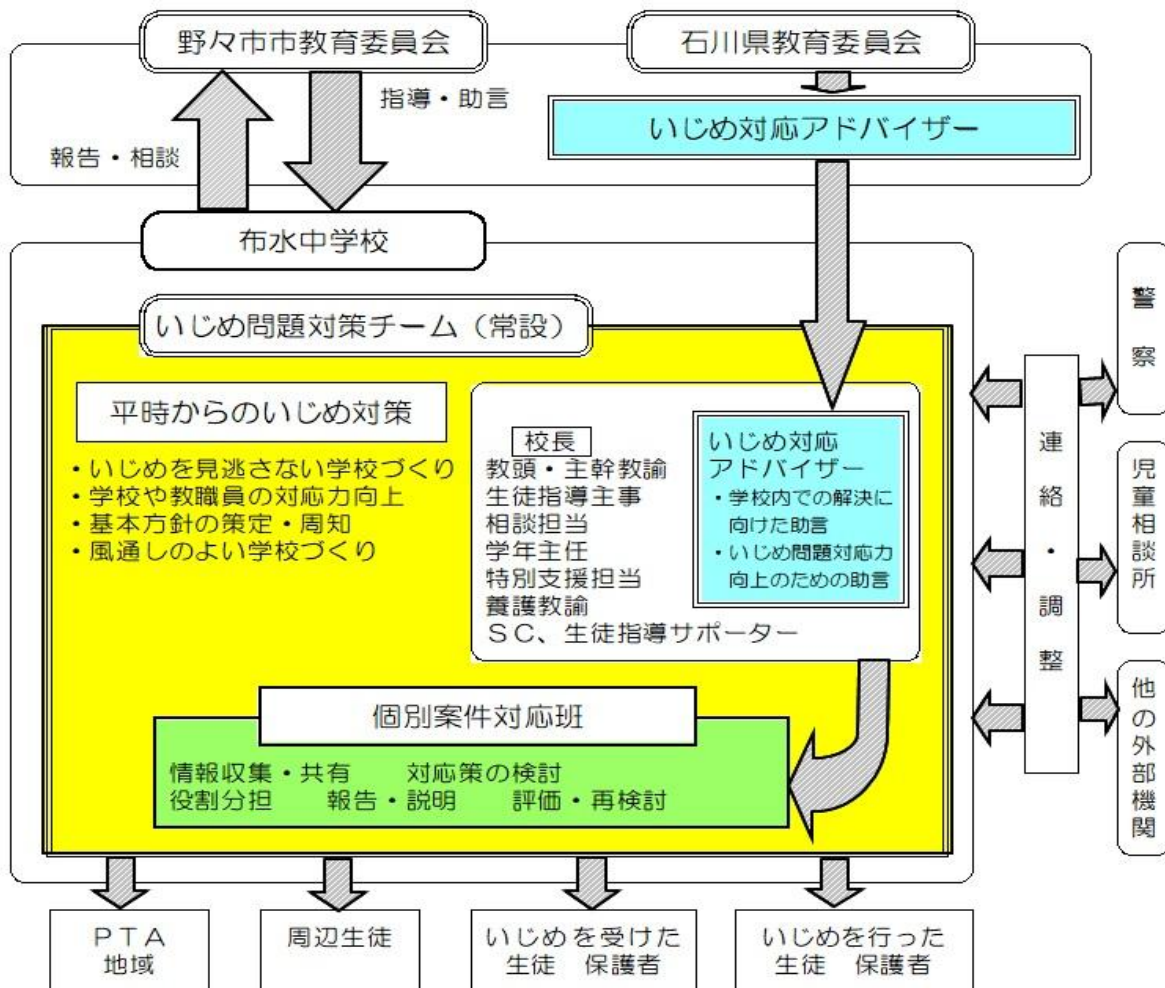 野々市市教育委員会
石川県教育委員会
指導・助言
いじめ対応アドバイザー
報告・相談
布水中学校
いじめ問題対策チーム（常設）
平時からのいじめ対策
・いじめを見逃さない学校づくり
・学校や教職員の対応力向上
・基本方針の策定・周知
・風通しのよい学校づくり
校長
教頭・主幹教諭
生徒指導主事
相談担当
学年主任
特別支援担当
養護教諭
ＳＣ、生徒指導サポーター
いじめ対応
アドバイザー
・学校内での解決に
向けた助言
・いじめ問題対応力
向上のための助言
個別案件対応班
情報収集・共有　対応策の検討
役割分担　報告・説明　評価・再検討
連絡・調整
警察
児童相談所
他の外部機関
ＰＴＡ
地域
周辺生徒
いじめを受けた
生徒　保護者
いじめを行った
生徒　保護者